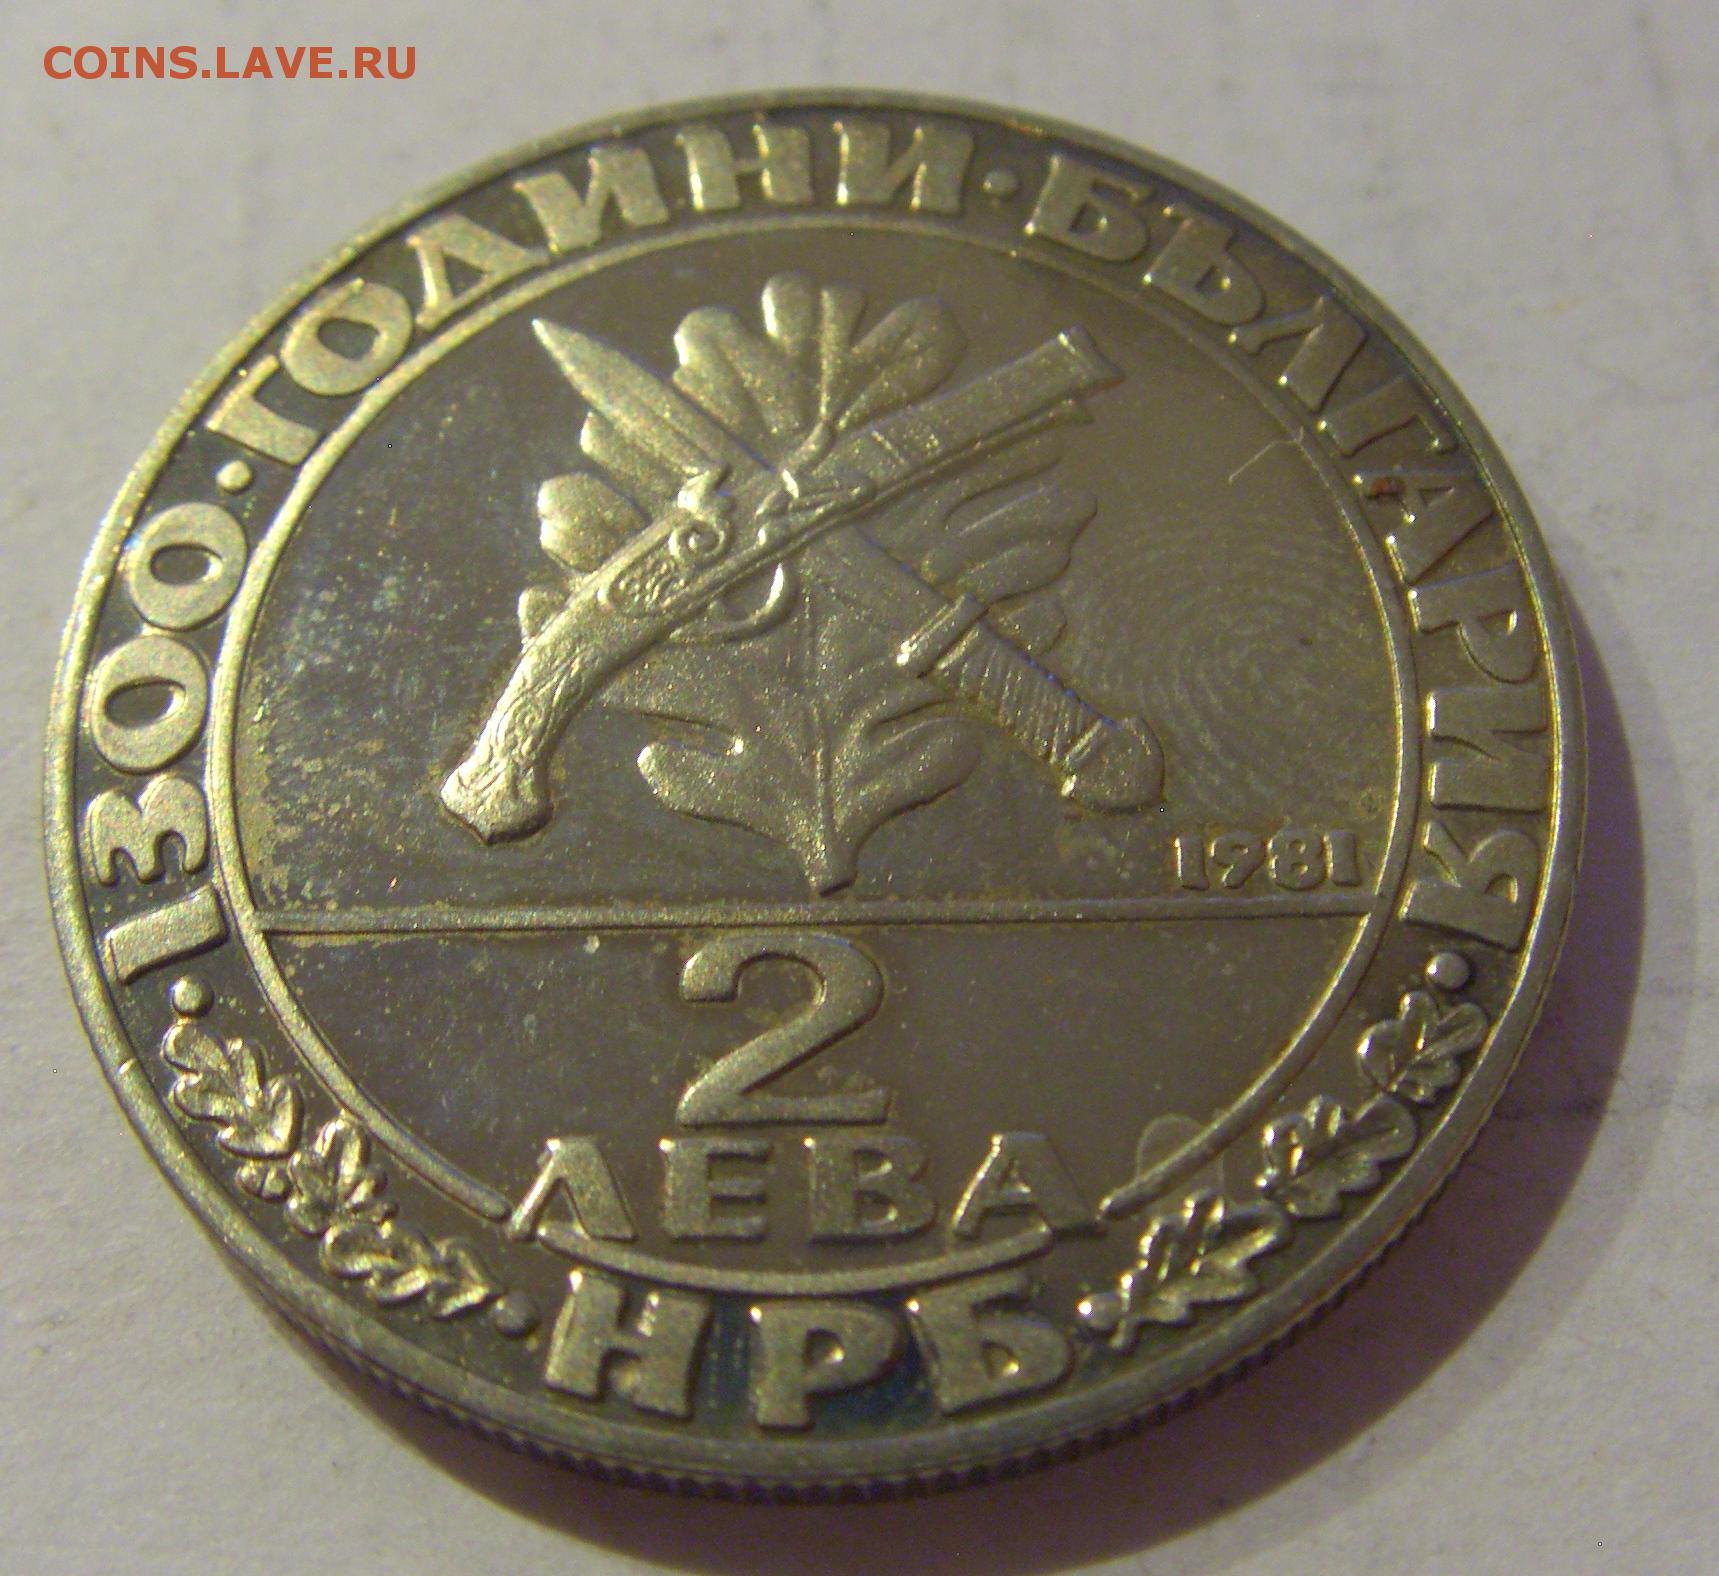 COINS.LAVE.RU
·1300·ГОДИНИ·БЪЛГАРИЯ·
1981
2
ЛЕВА
·НРБ·